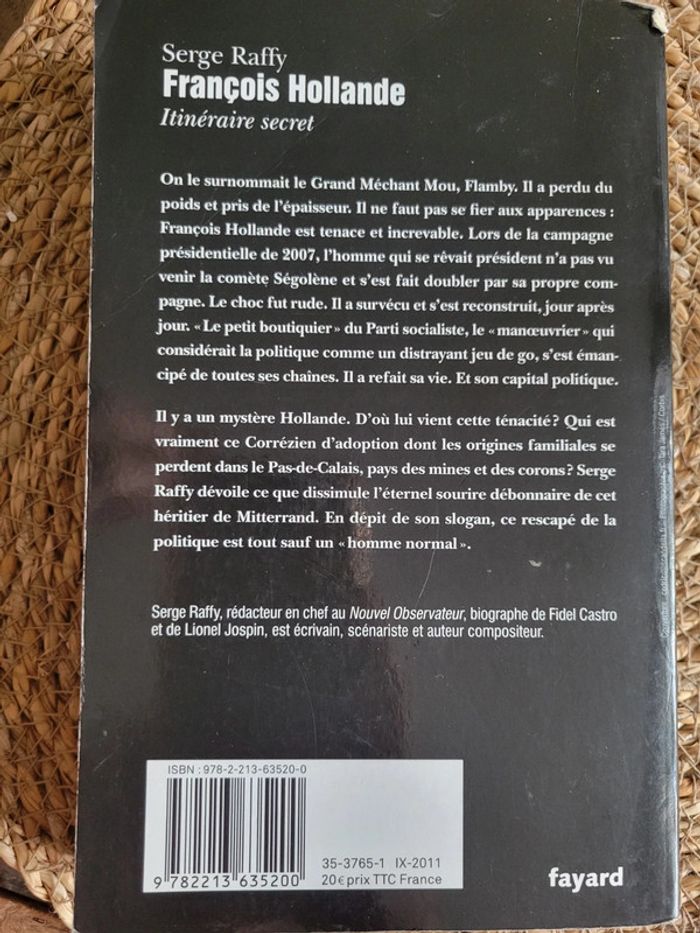 Serge Raffy
François Hollande
Itinéraire secret
On le surnommait le Grand Méchant Mou, Flamby. Il a perdu du
poids et pris de l'épaisseur. Il ne faut pas se fier aux apparences :
François Hollande est tenace et increvable. Lors de la campagne
présidentielle de 2007, l'homme qui se rêvait président n'a pas vu
venir la comète Ségolène et s'est fait doubler par sa propre com-
pagne. Le choc fut rude. Il a survécu et s'est reconstruit, jour après
jour. «Le petit boutiquier» du Parti socialiste, le «manœuvrier» qui
considérait la politique comme un distrayant jeu de go, s'est éman-
cipé de toutes ses chaînes. Il a refait sa vie. Et son capital politique.
Il y a un mystère Hollande. D'où lui vient cette ténacité? Qui est
vraiment ce Corrézien d'adoption dont les origines familiales se
perdent dans le Pas-de-Calais, pays des mines et des corons? Serge
Raffy dévoile ce que dissimule l'éternel sourire débonnaire de cet
héritier de Mitterrand. En dépit de son slogan, ce rescapé de la
politique est tout sauf un «homme normal».
Serge Raffy, rédacteur en chef au Nouvel Observateur, biographe de Fidel Castro
et de Lionel Jospin, est écrivain, scénariste et auteur compositeur.
ISBN : 978-2-213-63520-0
35-3765-1 IX-2011
20€ prix TTC France
9 782213 635200
fayard